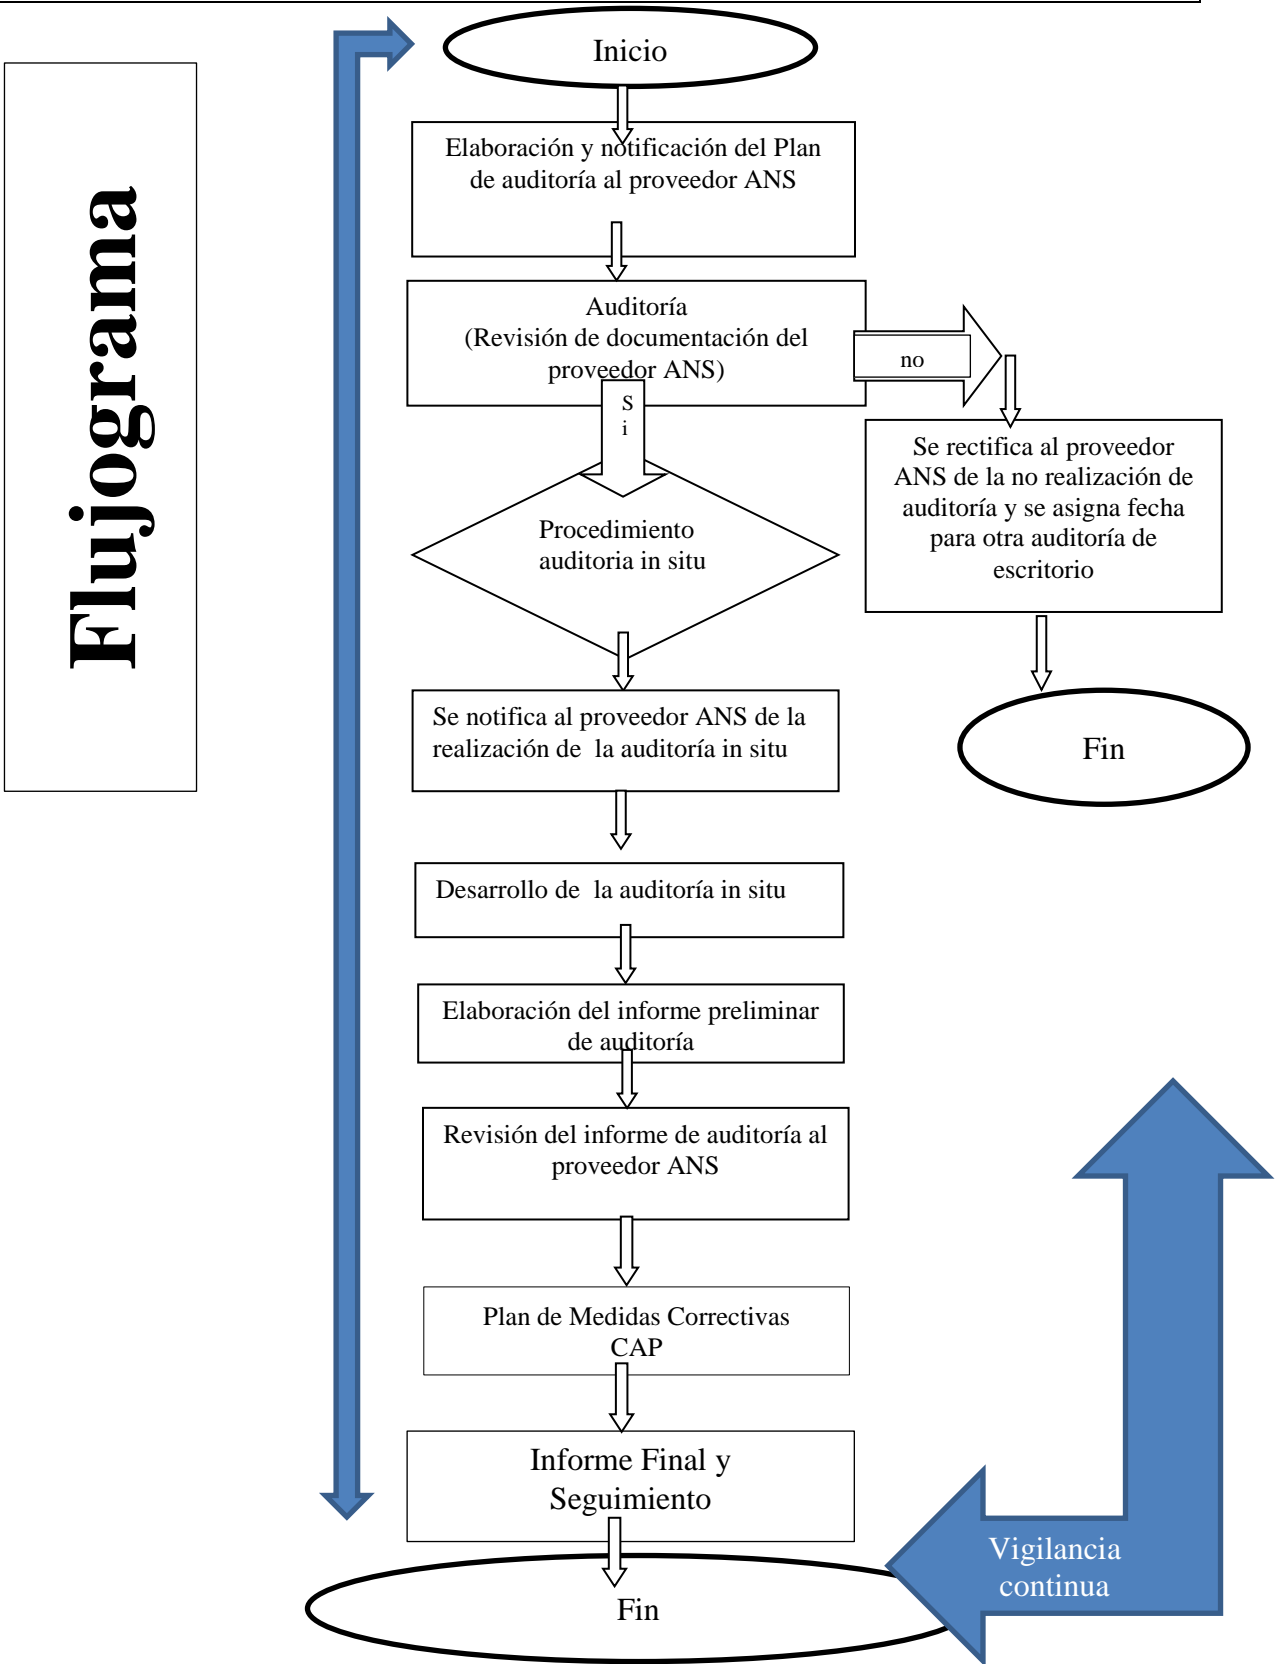 Flujograma
Inicio
Elaboración y notificación del Plan
de auditoría al proveedor ANS
Auditoría
(Revisión de documentación del
proveedor ANS)
no
S
i
Se rectifica al proveedor
ANS de la no realización de
auditoría y se asigna fecha
para otra auditoría de
escritorio
Procedimiento
auditoria in situ
Se notifica al proveedor ANS de la
realización de  la auditoría in situ
Fin
Desarrollo de  la auditoría in situ
Elaboración del informe preliminar
de auditoría
Revisión del informe de auditoría al
proveedor ANS
Plan de Medidas Correctivas
CAP
Informe Final y
Seguimiento
Vigilancia
continua
Fin